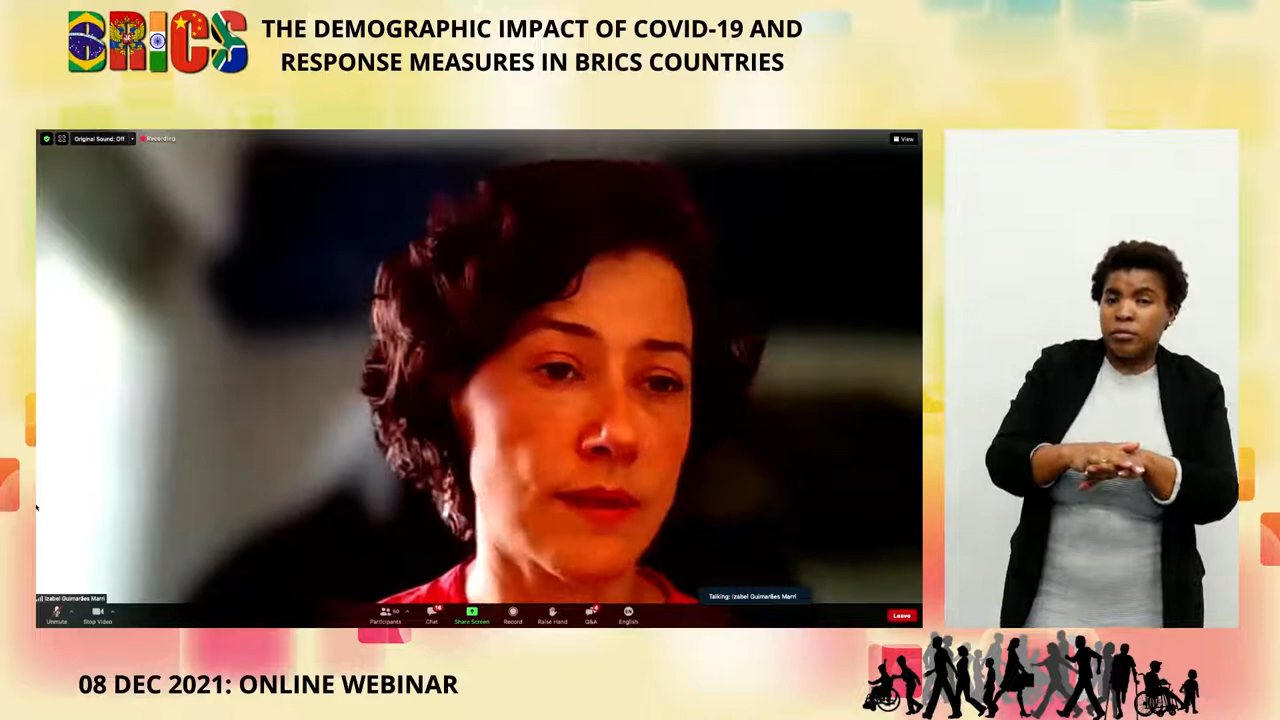 BRICS
THE DEMOGRAPHIC IMPACT OF COVID-19 AND
RESPONSE MEASURES IN BRICS COUNTRIES
Original Sound: Off
Recording
View
Izabel Guimarães Marri
Talking: Izabel Guimarães Marri
Unmute
Stop Video
Participants
50
Chat
Share Screen
Record
Raise Hand
Q&A
English
Leave
08 DEC 2021: ONLINE WEBINAR